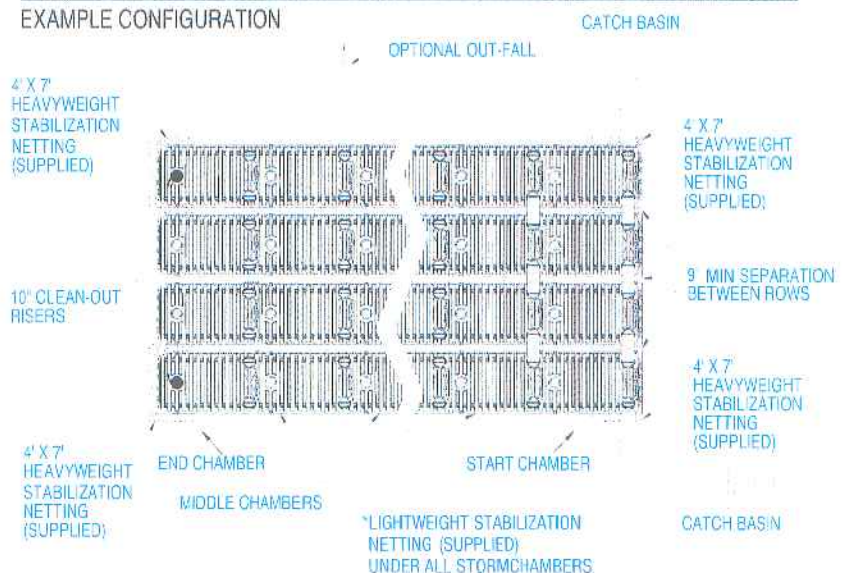 EXAMPLE CONFIGURATION
CATCH BASIN
OPTIONAL OUT-FALL
4' X 7'
HEAVYWEIGHT
STABILIZATION
NETTING
(SUPPLIED)
4' X 7'
HEAVYWEIGHT
STABILIZATION
NETTING
(SUPPLIED)
10" CLEAN-OUT
RISERS
9" MIN SEPARATION
BETWEEN ROWS
4' X 7'
HEAVYWEIGHT
STABILIZATION
NETTING
(SUPPLIED)
4' X 7'
HEAVYWEIGHT
STABILIZATION
NETTING
(SUPPLIED)
END CHAMBER
START CHAMBER
MIDDLE CHAMBERS
*LIGHTWEIGHT STABILIZATION
NETTING (SUPPLIED)
UNDER ALL STORMCHAMBERS
CATCH BASIN